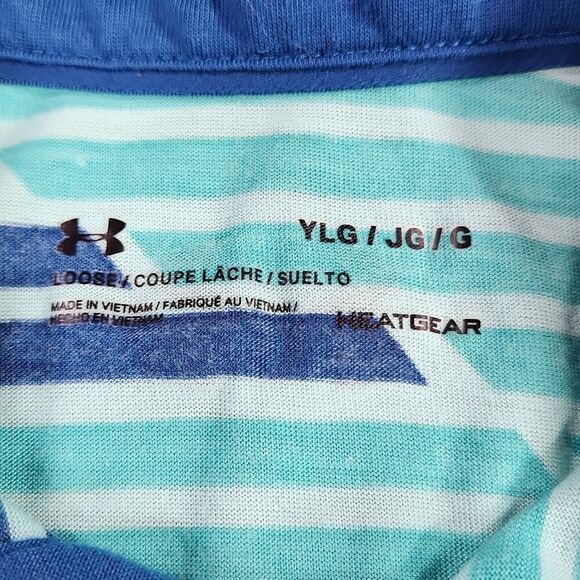 YLG / JG / G
LOOSE / COUPE LÂCHE / SUELTO
MADE IN VIETNAM / FABRIQUÉ AU VIETNAM /
HECHO EN VIETNAM
HEATGEAR